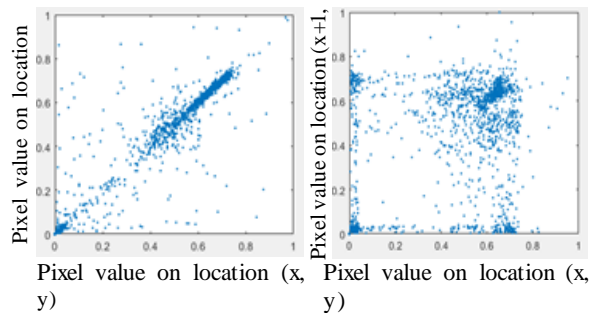 Pixel value on location
1
0.8
0.6
0.4
0.2
0
0 0.2 0.4 0.6 0.8 1
Pixel value on location (x,
y)
Pixel value on location (x+1,
1
0.8
0.6
0.4
0.2
0
0 0.2 0.4 0.6 0.8 1
Pixel value on location (x,
y)